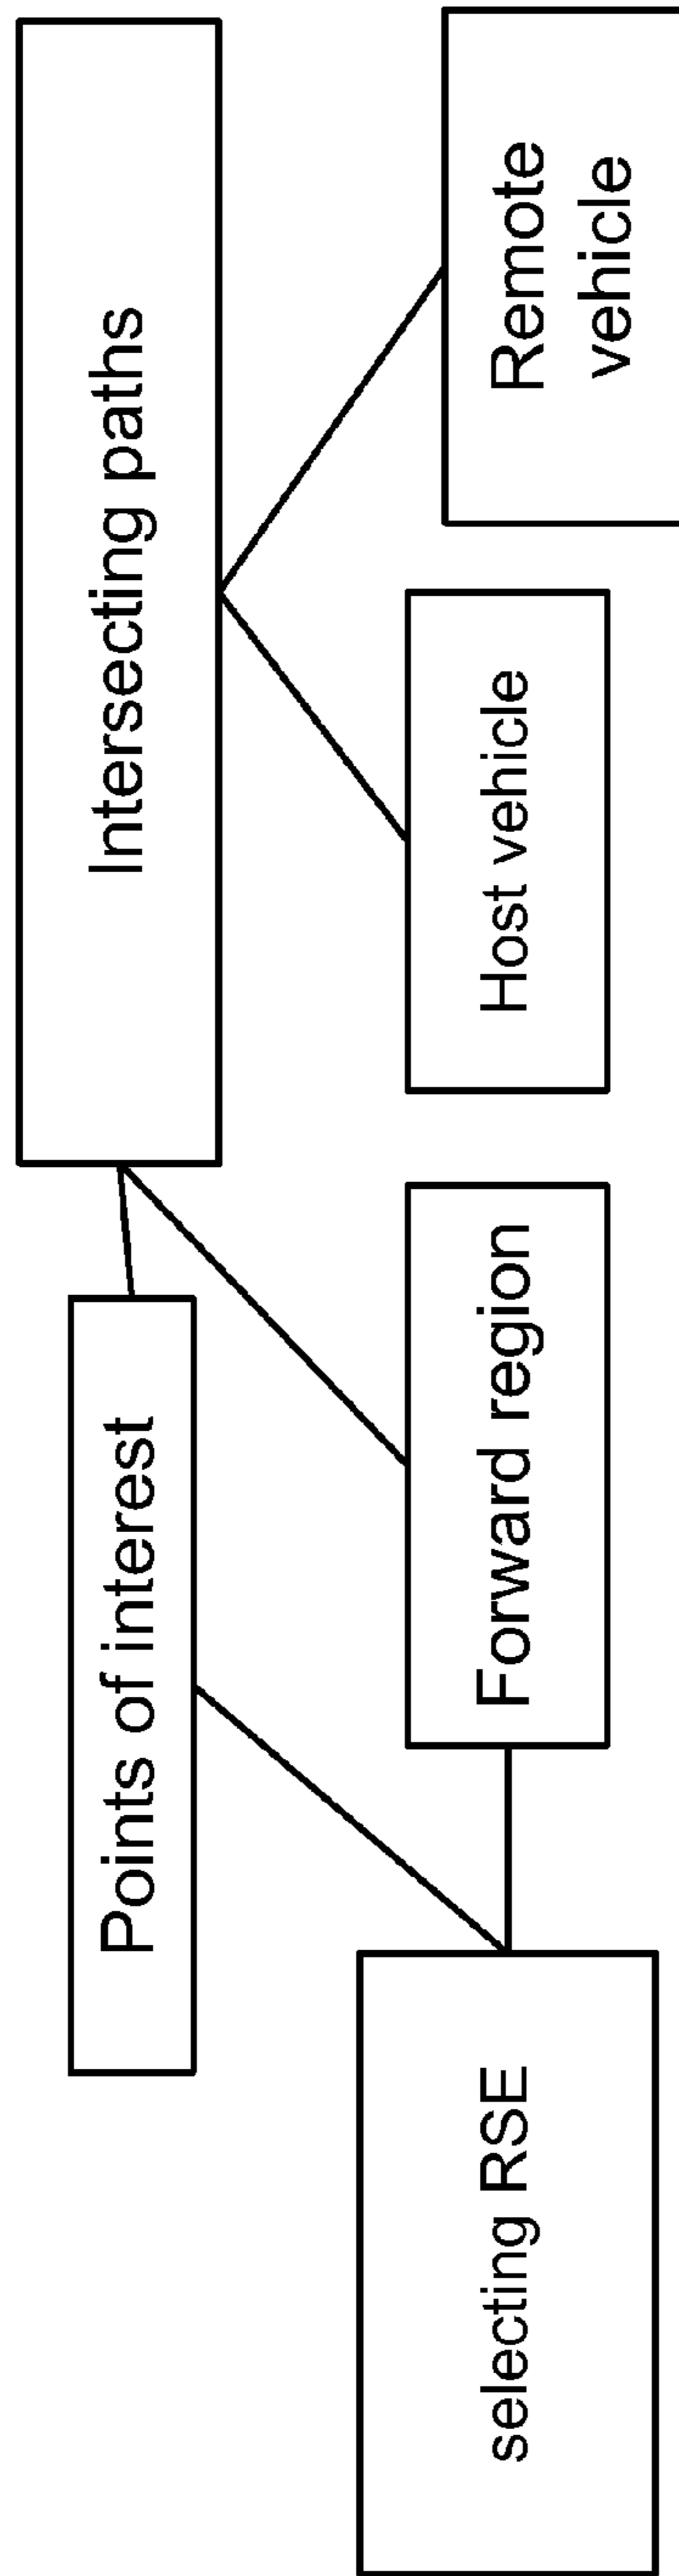 Points of interest
Intersecting paths
selecting RSE
Forward region
Host vehicle
Remote
vehicle